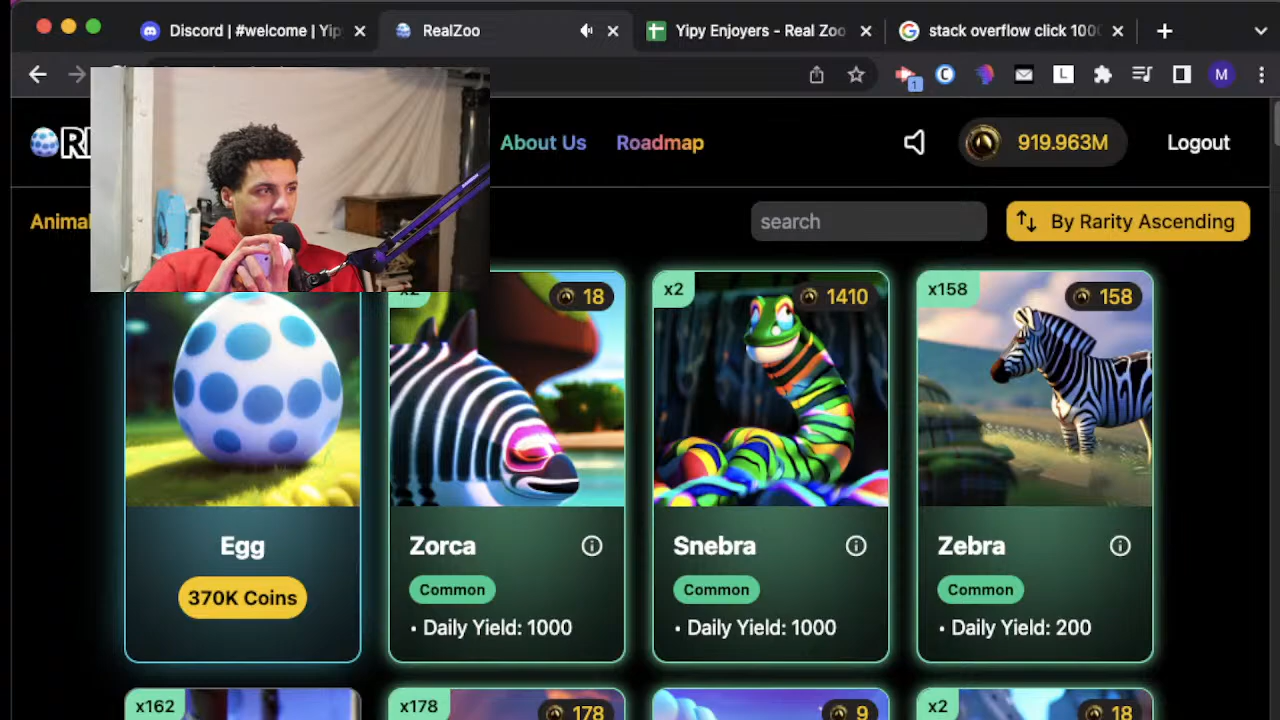 Discord | #welcome | Yip
RealZoo
Yipy Enjoyers - Real Zoo
stack overflow click 100
1
C
L
M
About Us
Roadmap
919.963M
Logout
search
By Rarity Ascending
18
x2
1410
x158
158
Egg
370K Coins
Zorca
Common
• Daily Yield: 1000
Snebra
Common
• Daily Yield: 1000
Zebra
Common
• Daily Yield: 200
x162
x178
178
9
x2
18